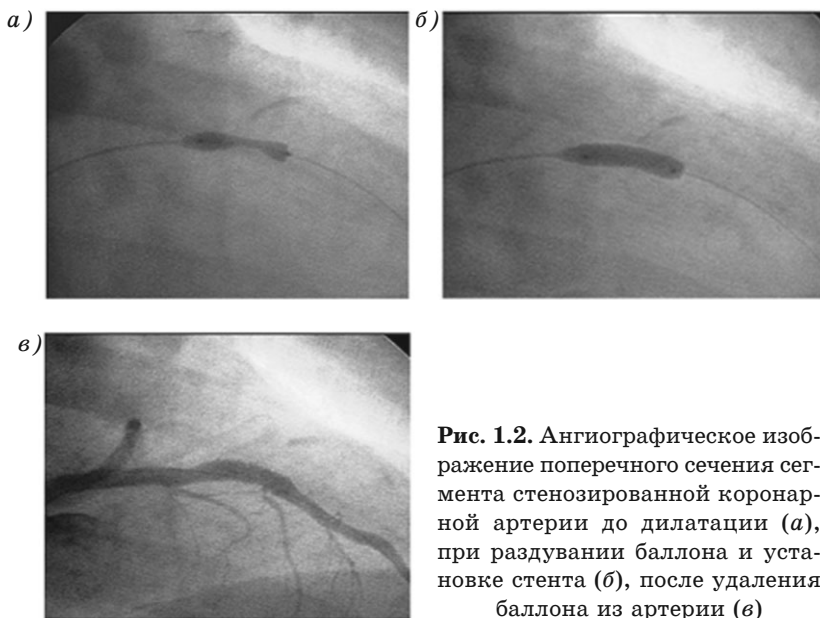 а)
б)
в)
Рис. 1.2. Ангиографическое изоб-
ражение поперечного сечения сег-
мента стенозированной коронар-
ной артерии до дилатации (а),
при раздувании баллона и уста-
новке стента (б), после удаления
баллона из артерии (в)